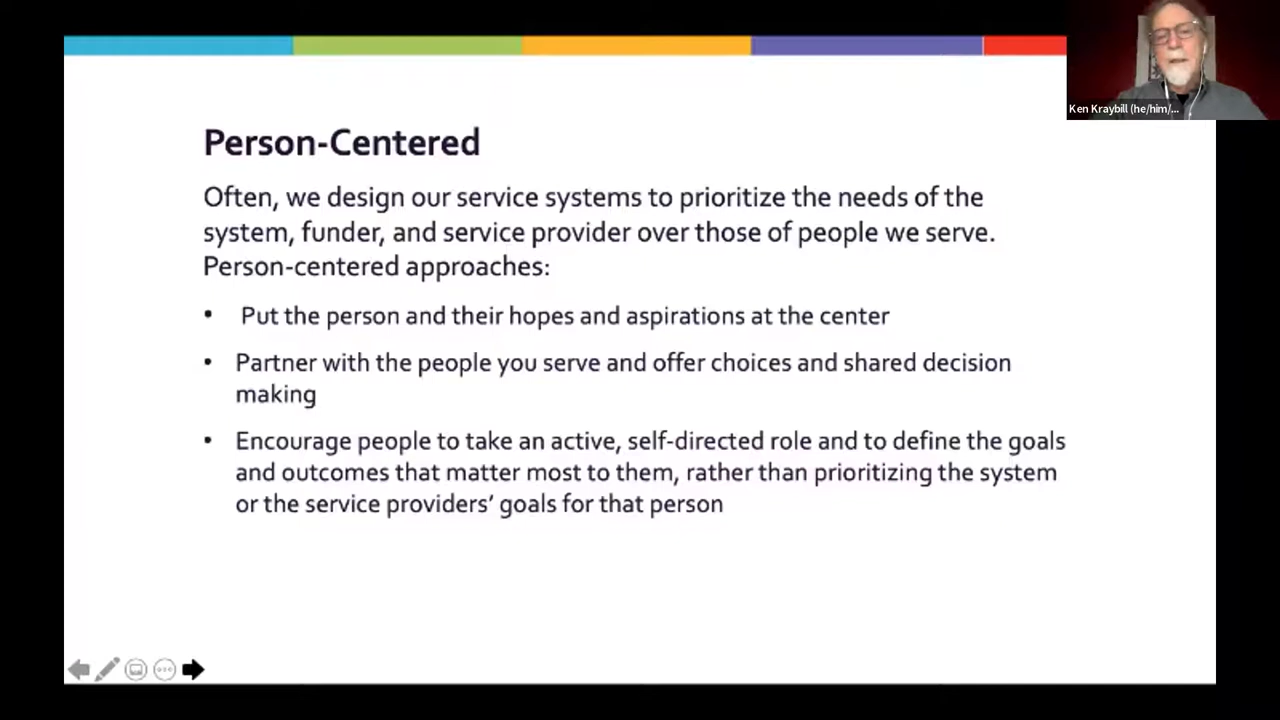 Person-Centered
Often, we design our service systems to prioritize the needs of the
system, funder, and service provider over those of people we serve.
Person-centered approaches:
• Put the person and their hopes and aspirations at the center
• Partner with the people you serve and offer choices and shared decision
making
• Encourage people to take an active, self-directed role and to define the goals
and outcomes that matter most to them, rather than prioritizing the system
or the service providers’ goals for that person
Ken Kraybill (he/him/...